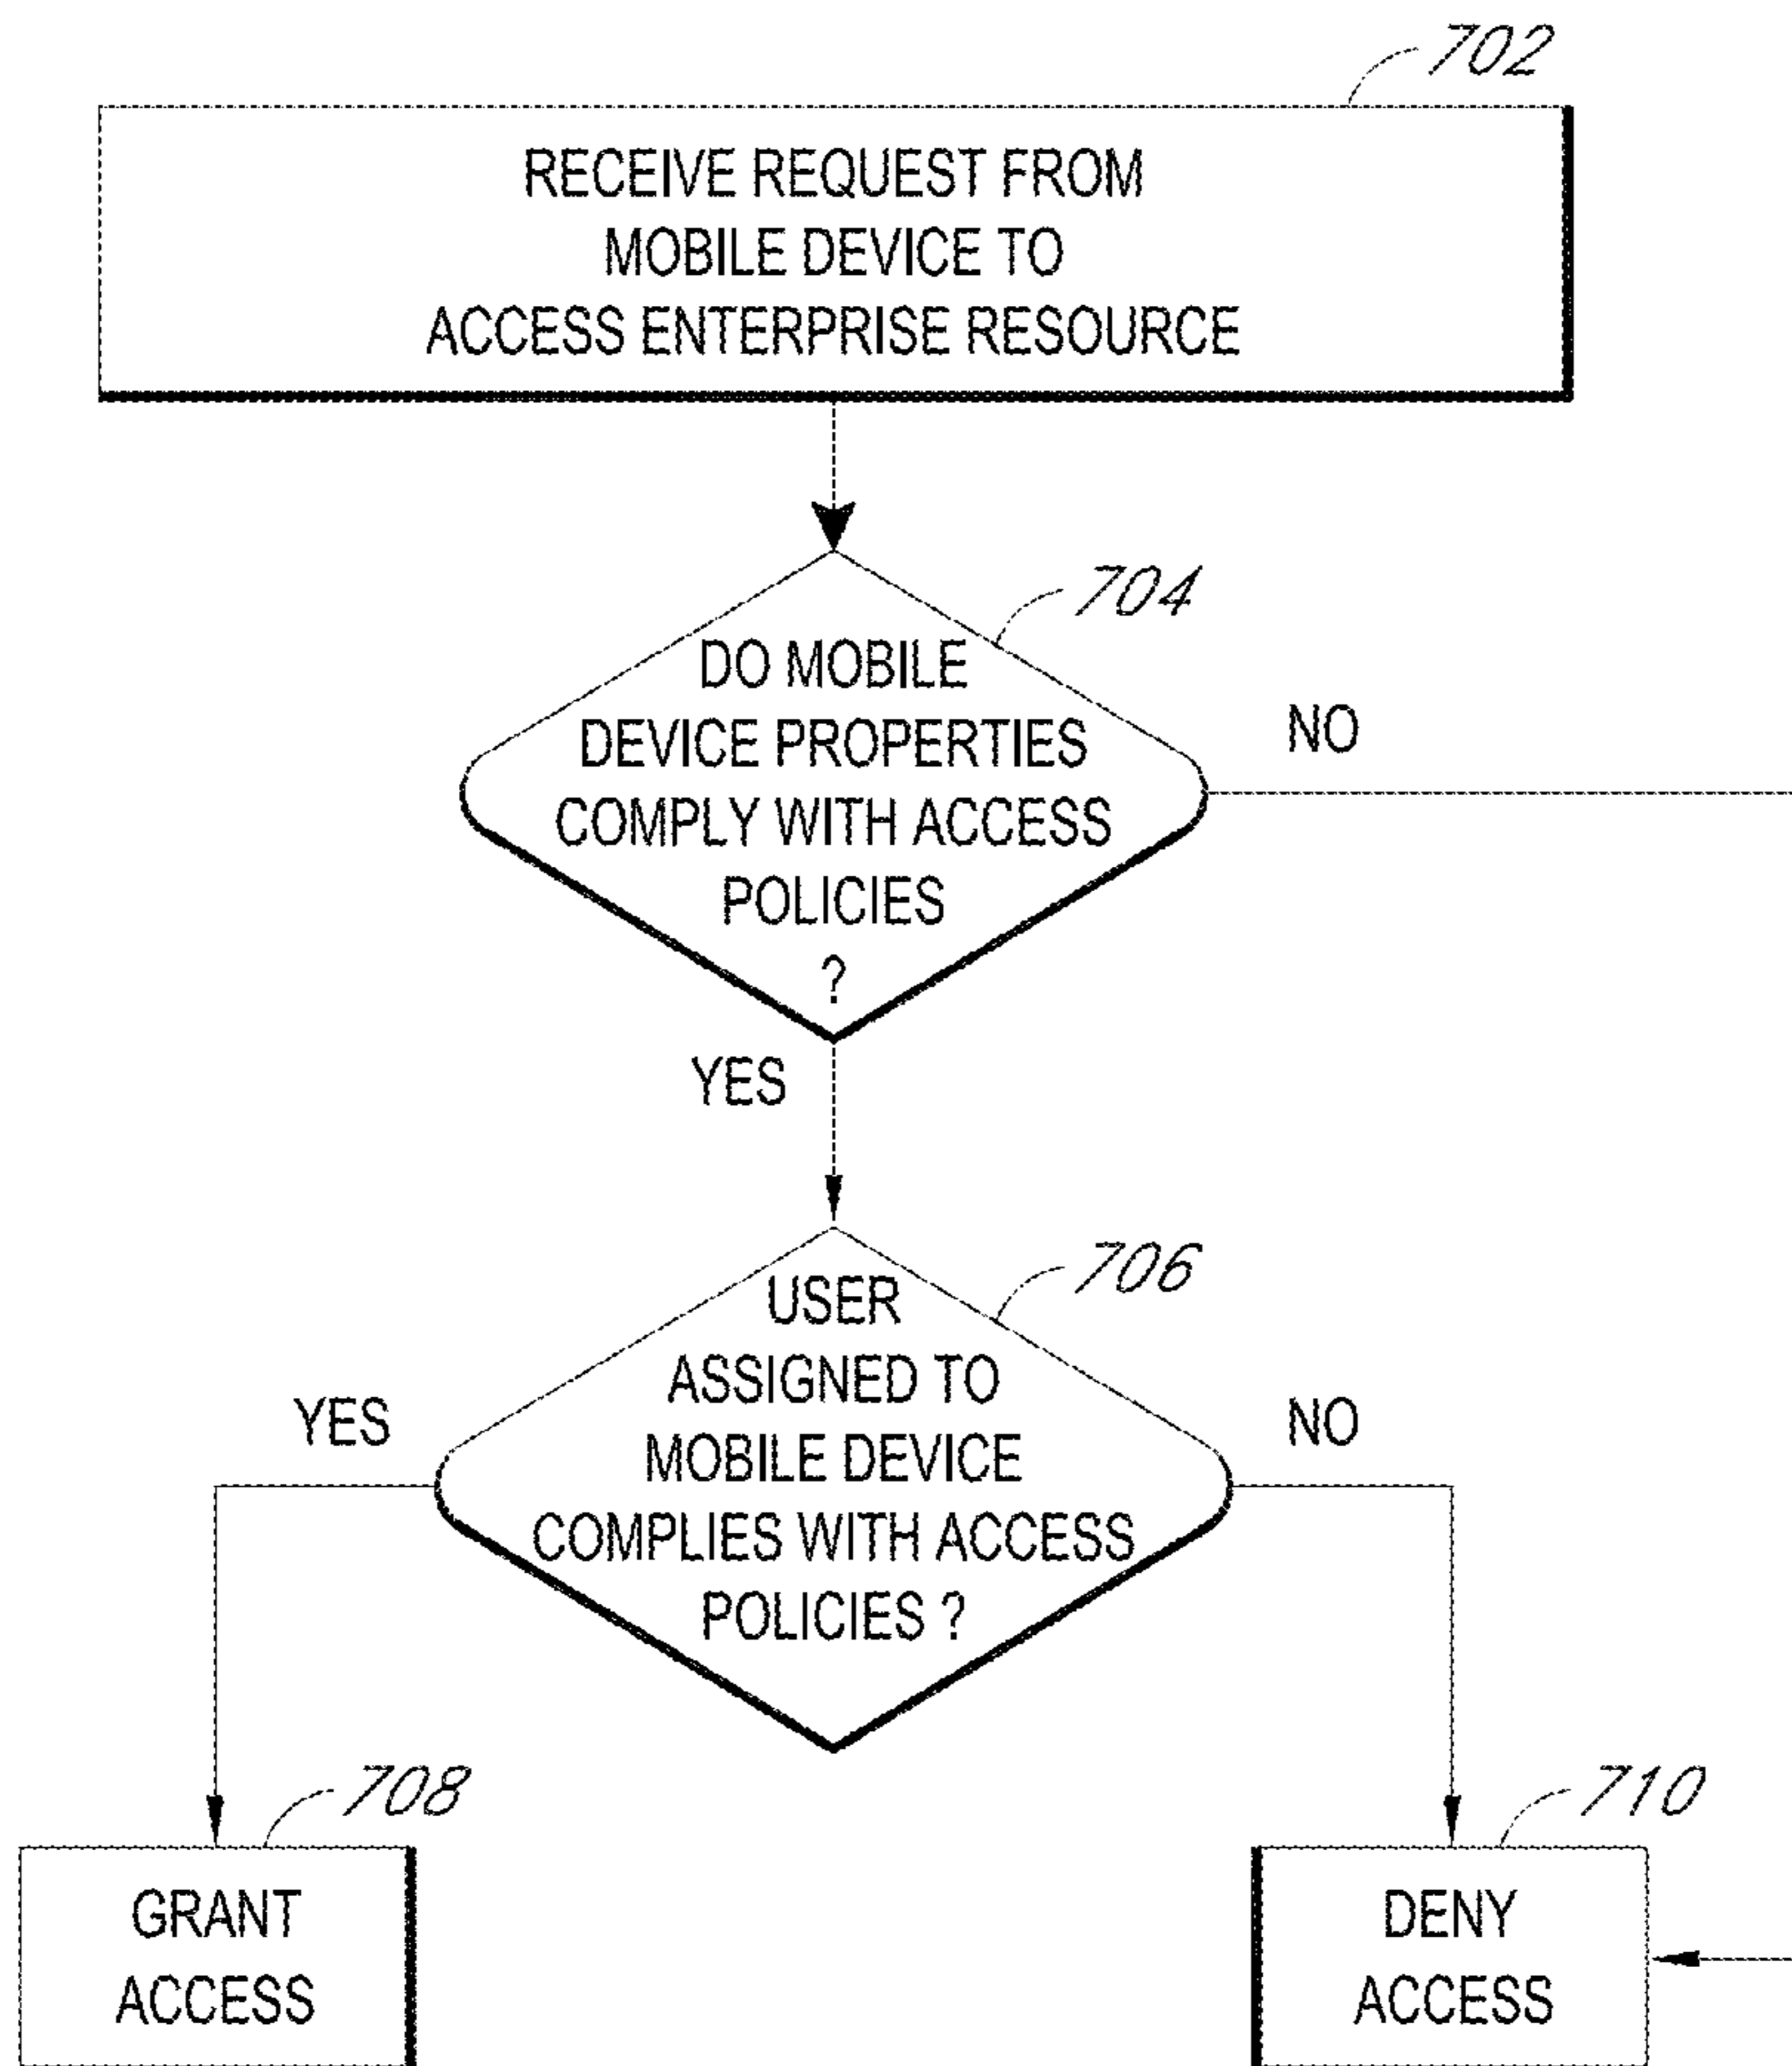 702
RECEIVE REQUEST FROM
MOBILE DEVICE TO
ACCESS ENTERPRISE RESOURCE
704
DO MOBILE
DEVICE PROPERTIES
COMPLY WITH ACCESS
POLICIES
?
NO
YES
706
USER
ASSIGNED TO
MOBILE DEVICE
COMPLIES WITH ACCESS
POLICIES ?
YES
NO
708
GRANT
ACCESS
710
DENY
ACCESS